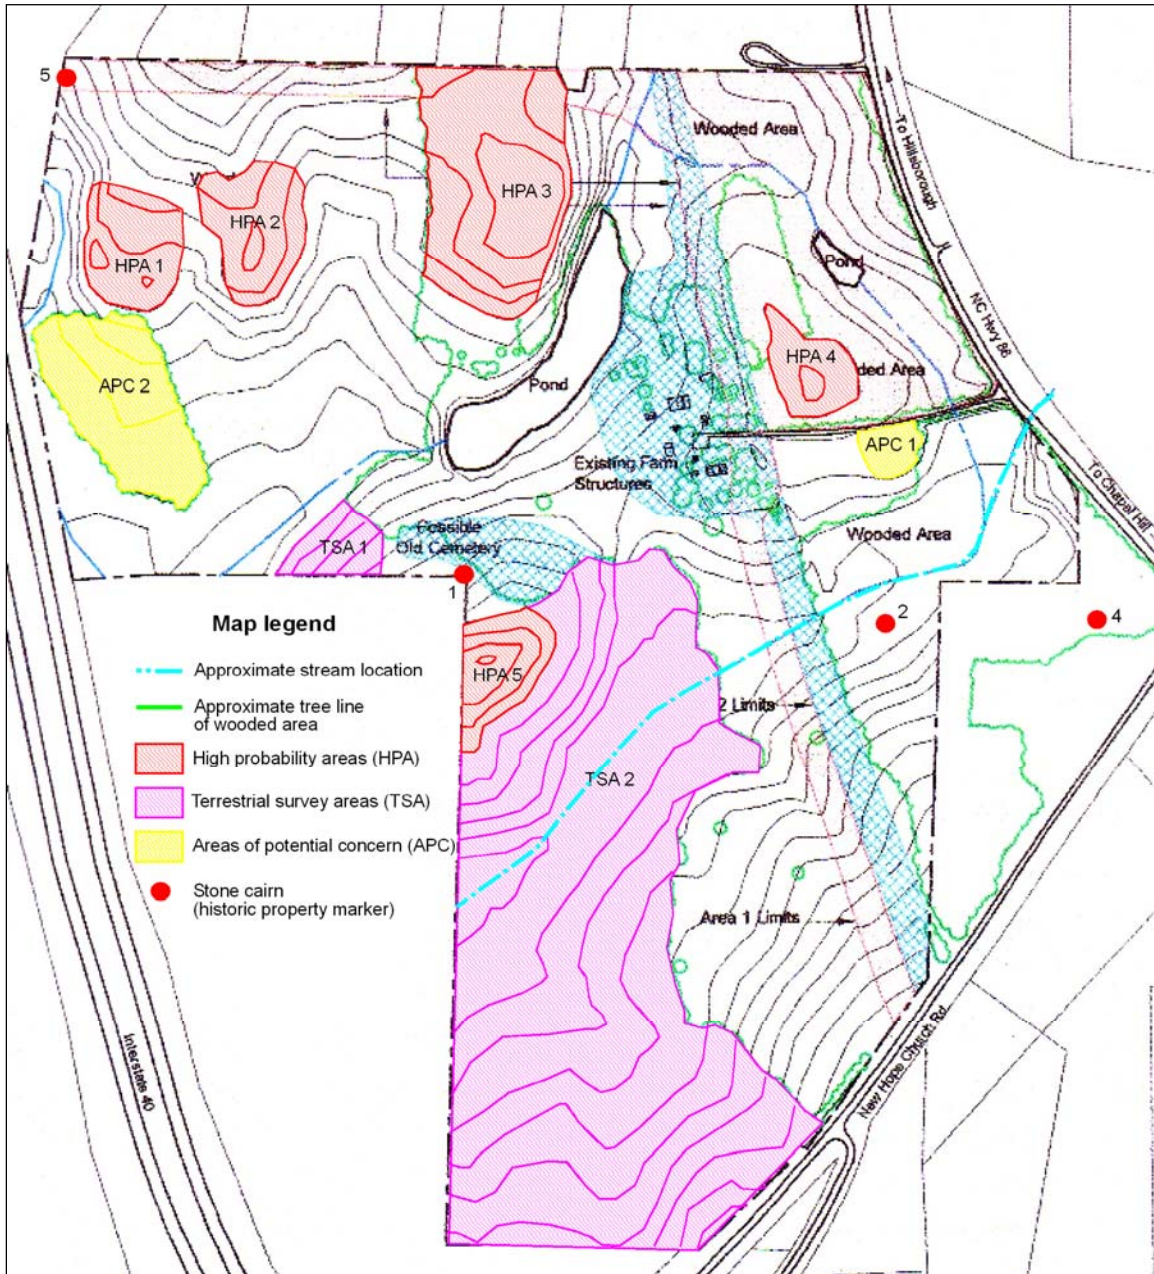 5
To Hillsborough
Wooded Area
HPA 3
HPA 2
HPA 1
Pond
NC Hwy 86
HPA 4
ded Area
APC 2
Pond
APC 1
Existing Farm
Structures
To Chapel Hill
Possible
Old Cemetery
Wooded Area
TSA 1
1
2
4
Map legend
Approximate stream location
Approximate tree line
of wooded area
High probability areas (HPA)
Terrestrial survey areas (TSA)
Areas of potential concern (APC)
Stone cairn
(historic property marker)
HPA 5
2 Limits
TSA 2
Area 1 Limits
Interstate 40
New Hope Church Rd